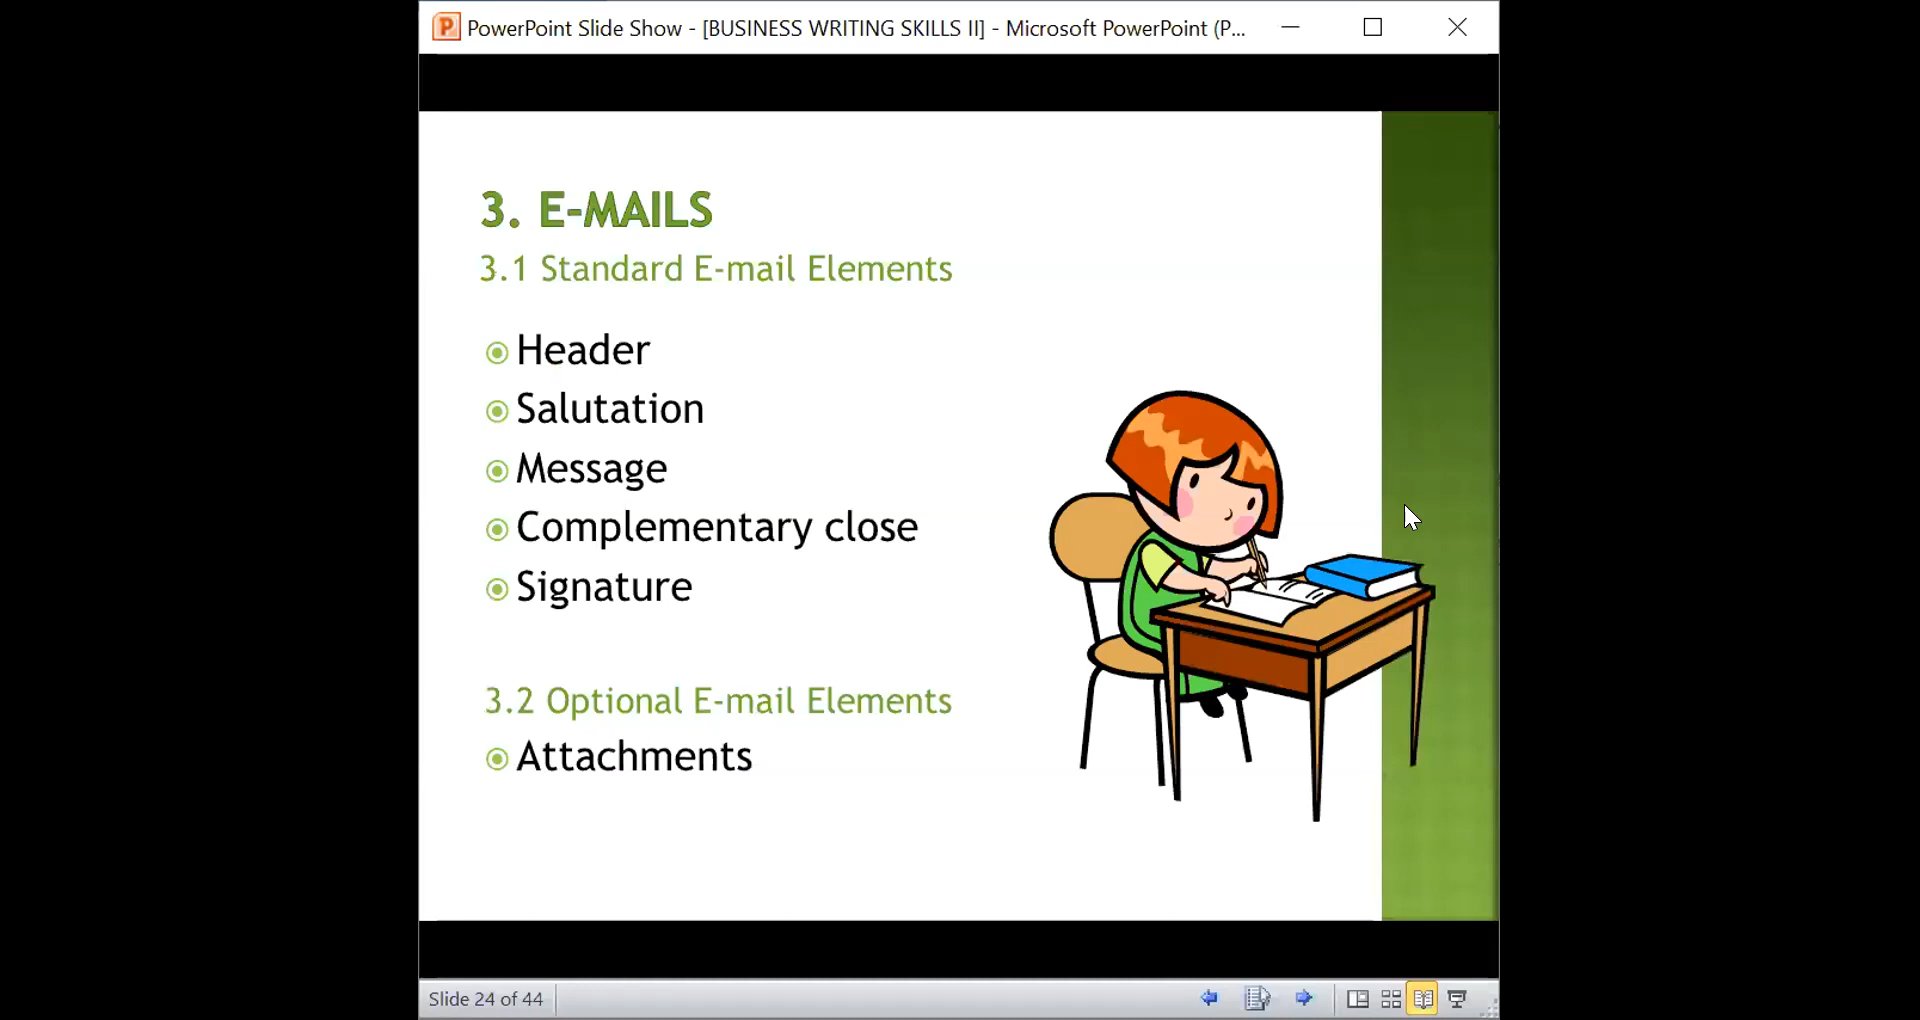 PowerPoint Slide Show - [BUSINESS WRITING SKILLS II] - Microsoft PowerPoint (P...
3. E-MAILS
3.1 Standard E-mail Elements
Header
Salutation
Message
Complementary close
Signature
3.2 Optional E-mail Elements
Attachments
Slide 24 of 44